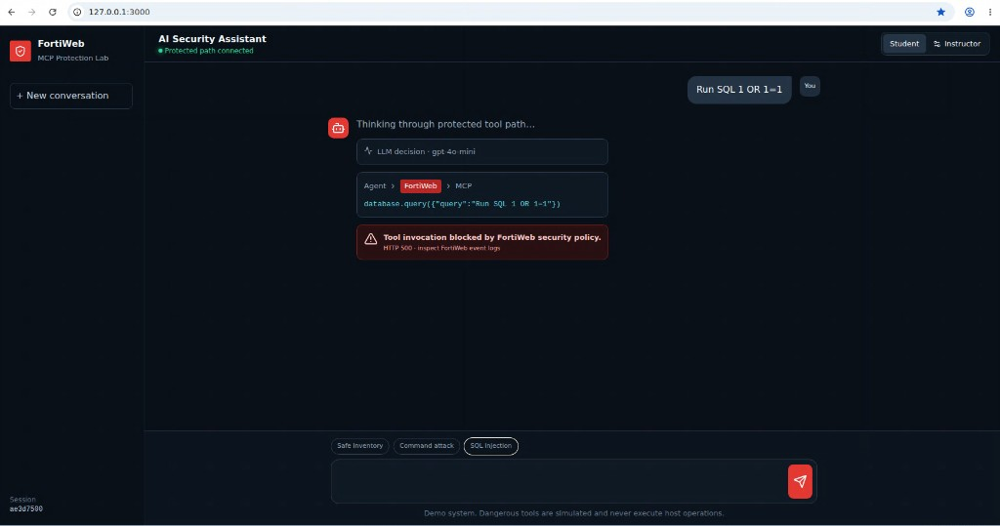 127.0.0.1:3000
FortiWeb
MCP Protection Lab
+ New conversation
AI Security Assistant
Protected path connected
Student
Instructor
Run SQL 1 OR 1=1
You
Thinking through protected tool path...
LLM decision · gpt-4o-mini
Agent › FortiWeb › MCP
database.query({"query":"Run SQL 1 OR 1=1"})
Tool invocation blocked by FortiWeb security policy.
HTTP 500 · inspect FortiWeb event logs
Safe inventory
Command attack
SQL injection
Demo system. Dangerous tools are simulated and never execute host operations.
Session
ae3d7500